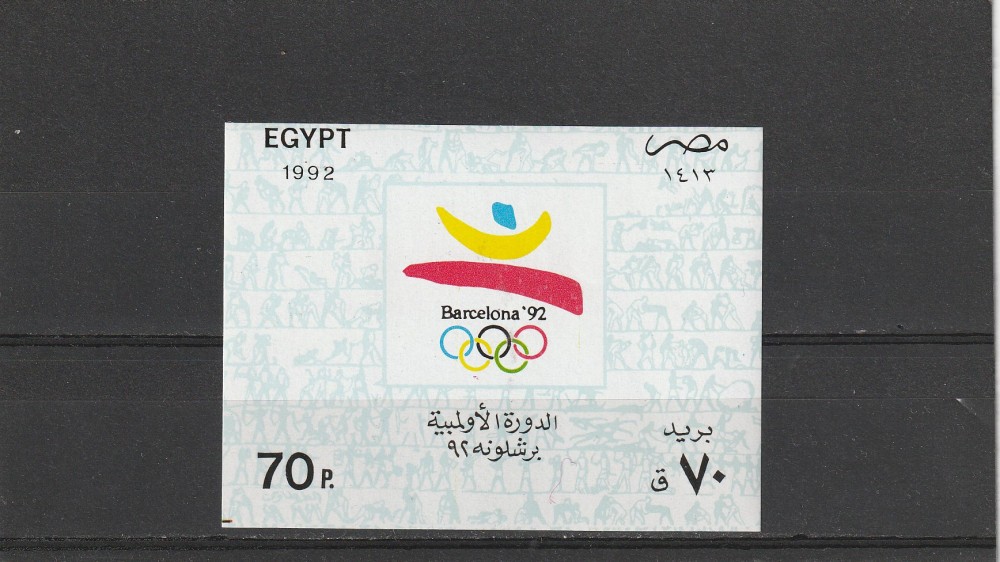 EGYPT
مصر
1992
١٤١٣
Barcelona '92
الدورة الأولمبية
برشلونه ٩٢
بريد
70 P.
٧٠ ق